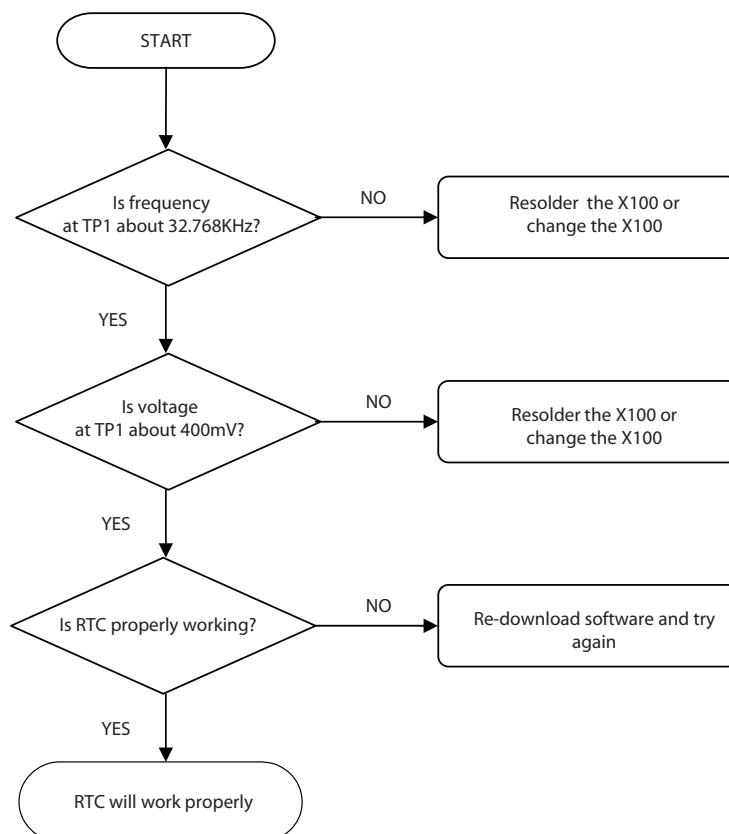 START
Is frequency
at TP1 about 32.768KHz?
NO
Resolder the X100 or
change the X100
YES
Is voltage
at TP1 about 400mV?
NO
Resolder the X100 or
change the X100
YES
Is RTC properly working?
NO
Re-download software and try
again
YES
RTC will work properly